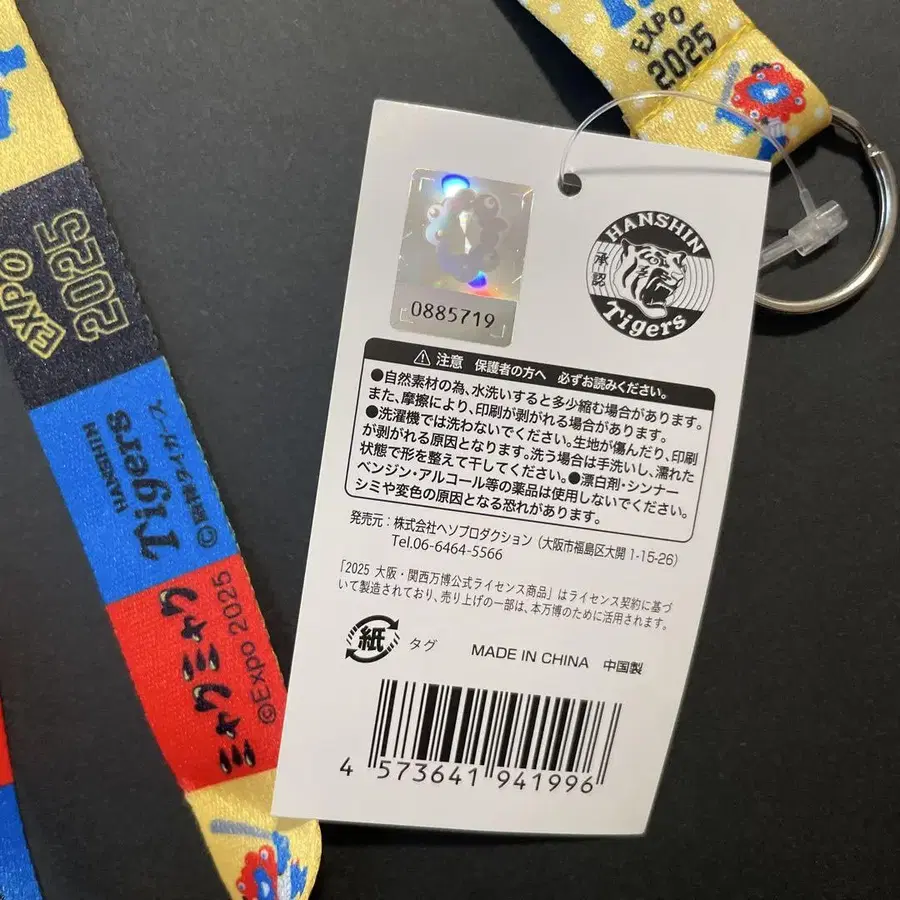 EXPO
2025
EXPO
2025
HANSHIN
Tigers
©阪神タイガース
ミャクミャク
©Expo 2025
0885719
HANSHIN
承認
Tigers
注意 保護者の方へ 必ずお読みください。
●自然素材の為、水洗いすると多少縮む場合があります。
また、摩擦により、印刷が剥がれる場合があります。
●洗濯機では洗わないでください。生地が傷んだり、印刷
が剥がれる原因となります。洗う場合は手洗いし、濡れた
状態で形を整えて干してください。●漂白剤・シンナー
ベンジン・アルコール等の薬品は使用しないでください。
シミや変色の原因となる恐れがあります。
発売元：株式会社ヘソプロダクション（大阪市福島区大開 1-15-26）
Tel.06-6464-5566
「2025 大阪・関西万博公式ライセンス商品」はライセンス契約に基づ
いて製造されており、売り上げの一部は、本万博のために活用されます。
紙 タグ MADE IN CHINA 中国製
4 573641 941996